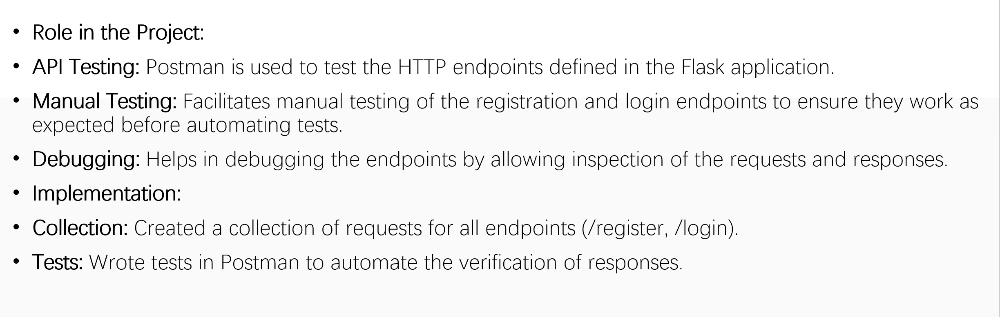 • Role in the Project:
• API Testing: Postman is used to test the HTTP endpoints defined in the Flask application.
• Manual Testing: Facilitates manual testing of the registration and login endpoints to ensure they work as
expected before automating tests.
• Debugging: Helps in debugging the endpoints by allowing inspection of the requests and responses.
• Implementation:
• Collection: Created a collection of requests for all endpoints (/register, /login).
• Tests: Wrote tests in Postman to automate the verification of responses.